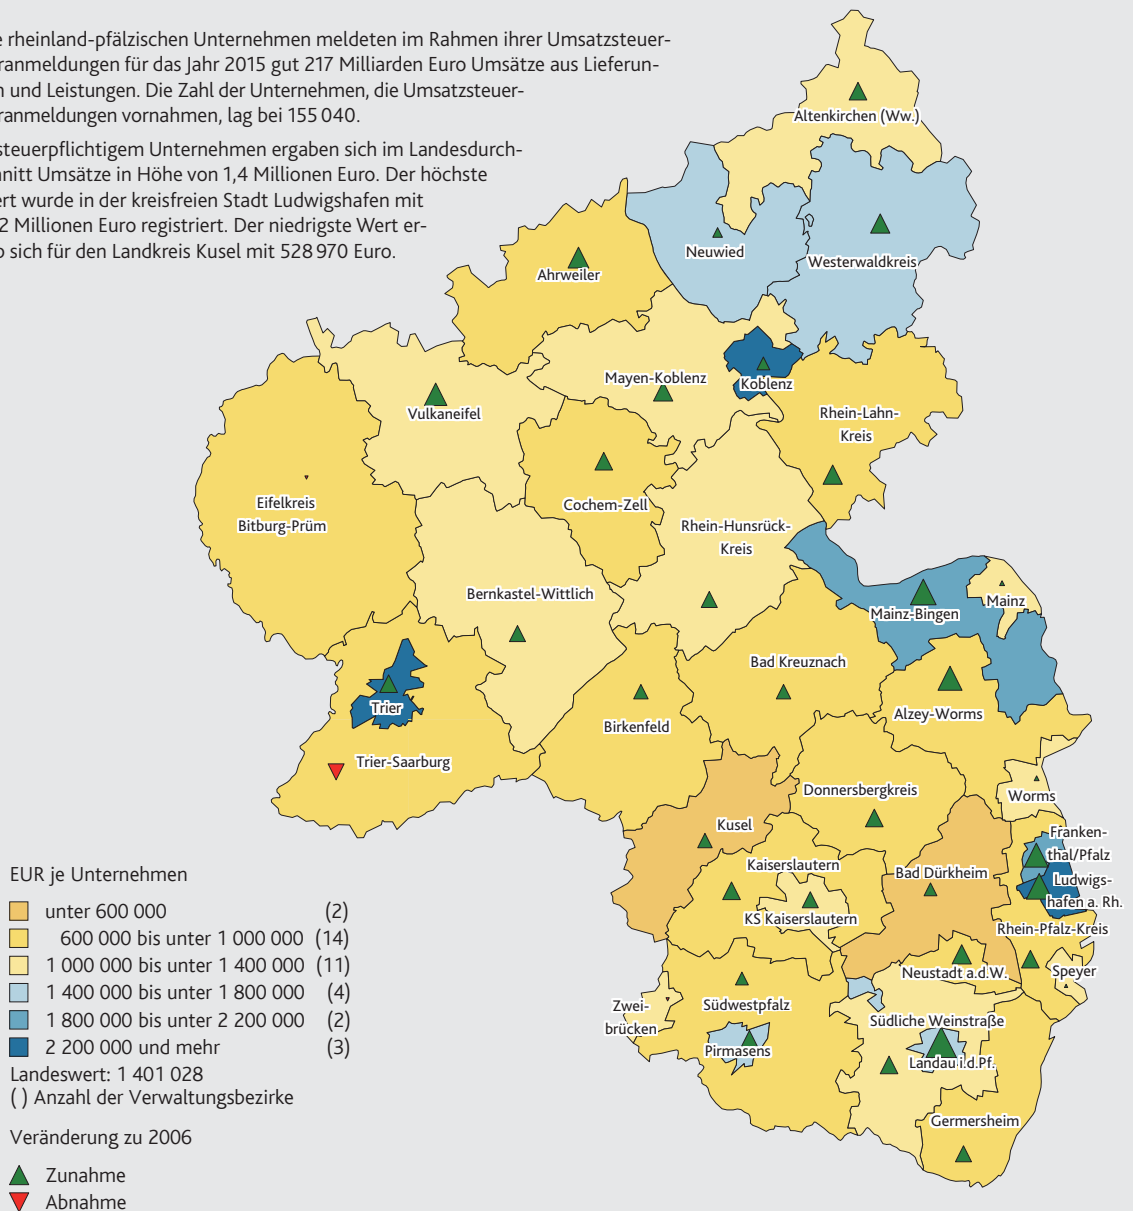 rheinland-pfälzischen Unternehmen meldeten im Rahmen ihrer Umsatzsteuer-
ranmeldungen für das Jahr 2015 gut 217 Milliarden Euro Umsätze aus Lieferun-
n und Leistungen. Die Zahl der Unternehmen, die Umsatzsteuer-
ranmeldungen vornahmen, lag bei 155 040.
steuerpflichtigem Unternehmen ergaben sich im Landesdurch-
nitt Umsätze in Höhe von 1,4 Millionen Euro. Der höchste
ert wurde in der kreisfreien Stadt Ludwigshafen mit
2 Millionen Euro registriert. Der niedrigste Wert er-
sich für den Landkreis Kusel mit 528 970 Euro.
Altenkirchen (Ww.)
Neuwied
Westerwaldkreis
Ahrweiler
Mayen-Koblenz
Koblenz
Vulkaneifel
Rhein-Lahn-
Kreis
Eifelkreis
Bitburg-Prüm
Cochem-Zell
Rhein-Hunsrück-
Kreis
Bernkastel-Wittlich
Mainz-Bingen
Mainz
Bad Kreuznach
Trier
Birkenfeld
Alzey-Worms
Trier-Saarburg
Donnersbergkreis
Worms
Kusel
Franken-
thal/Pfalz
Kaiserslautern
Bad Dürkheim
Ludwigs-
hafen a. Rh.
KS Kaiserslautern
Rhein-Pfalz-Kreis
Neustadt a.d.W.
Speyer
Zwei-
brücken
Südwestpfalz
Südliche Weinstraße
Pirmasens
Landau i.d.Pf.
Germersheim
EUR je Unternehmen
unter 600 000 (2)
600 000 bis unter 1 000 000 (14)
1 000 000 bis unter 1 400 000 (11)
1 400 000 bis unter 1 800 000 (4)
1 800 000 bis unter 2 200 000 (2)
2 200 000 und mehr (3)
Landeswert: 1 401 028
( ) Anzahl der Verwaltungsbezirke
Veränderung zu 2006
Zunahme
Abnahme